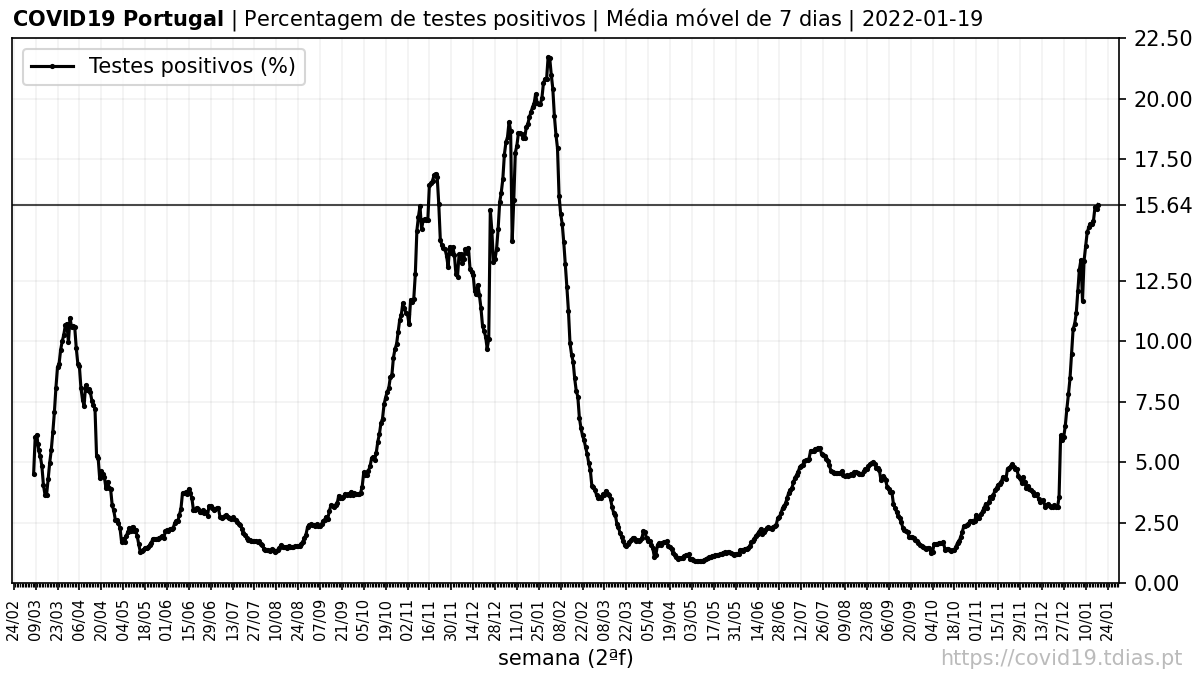 COVID19 Portugal | Percentagem de testes positivos | Média móvel de 7 dias | 2022-01-19
Testes positivos (%)
22.50
20.00
17.50
15.64
12.50
10.00
7.50
5.00
2.50
0.00
24/02 09/03 23/03 06/04 20/04 04/05 18/05 01/06 15/06 29/06 13/07 27/07 10/08 24/08 07/09 21/09 05/10 19/10 02/11 16/11 30/11 14/12 28/12 11/01 25/01 08/02 22/02 08/03 22/03 05/04 19/04 03/05 17/05 31/05 14/06 28/06 12/07 26/07 09/08 23/08 06/09 20/09 04/10 18/10 01/11 15/11 29/11 13/12 27/12 10/01 24/01
semana (2ªf)
https://covid19.tdias.pt